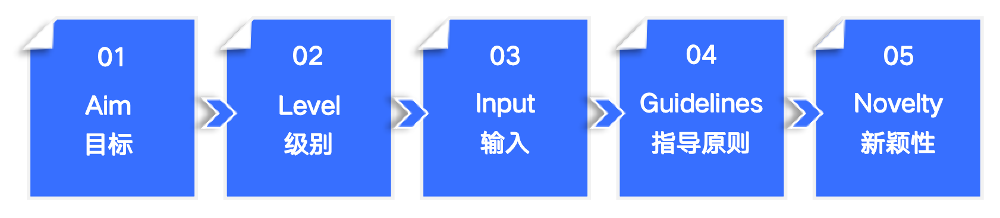 01
Aim
目标
02
Level
级别
03
Input
输入
04
Guidelines
指导原则
05
Novelty
新颖性